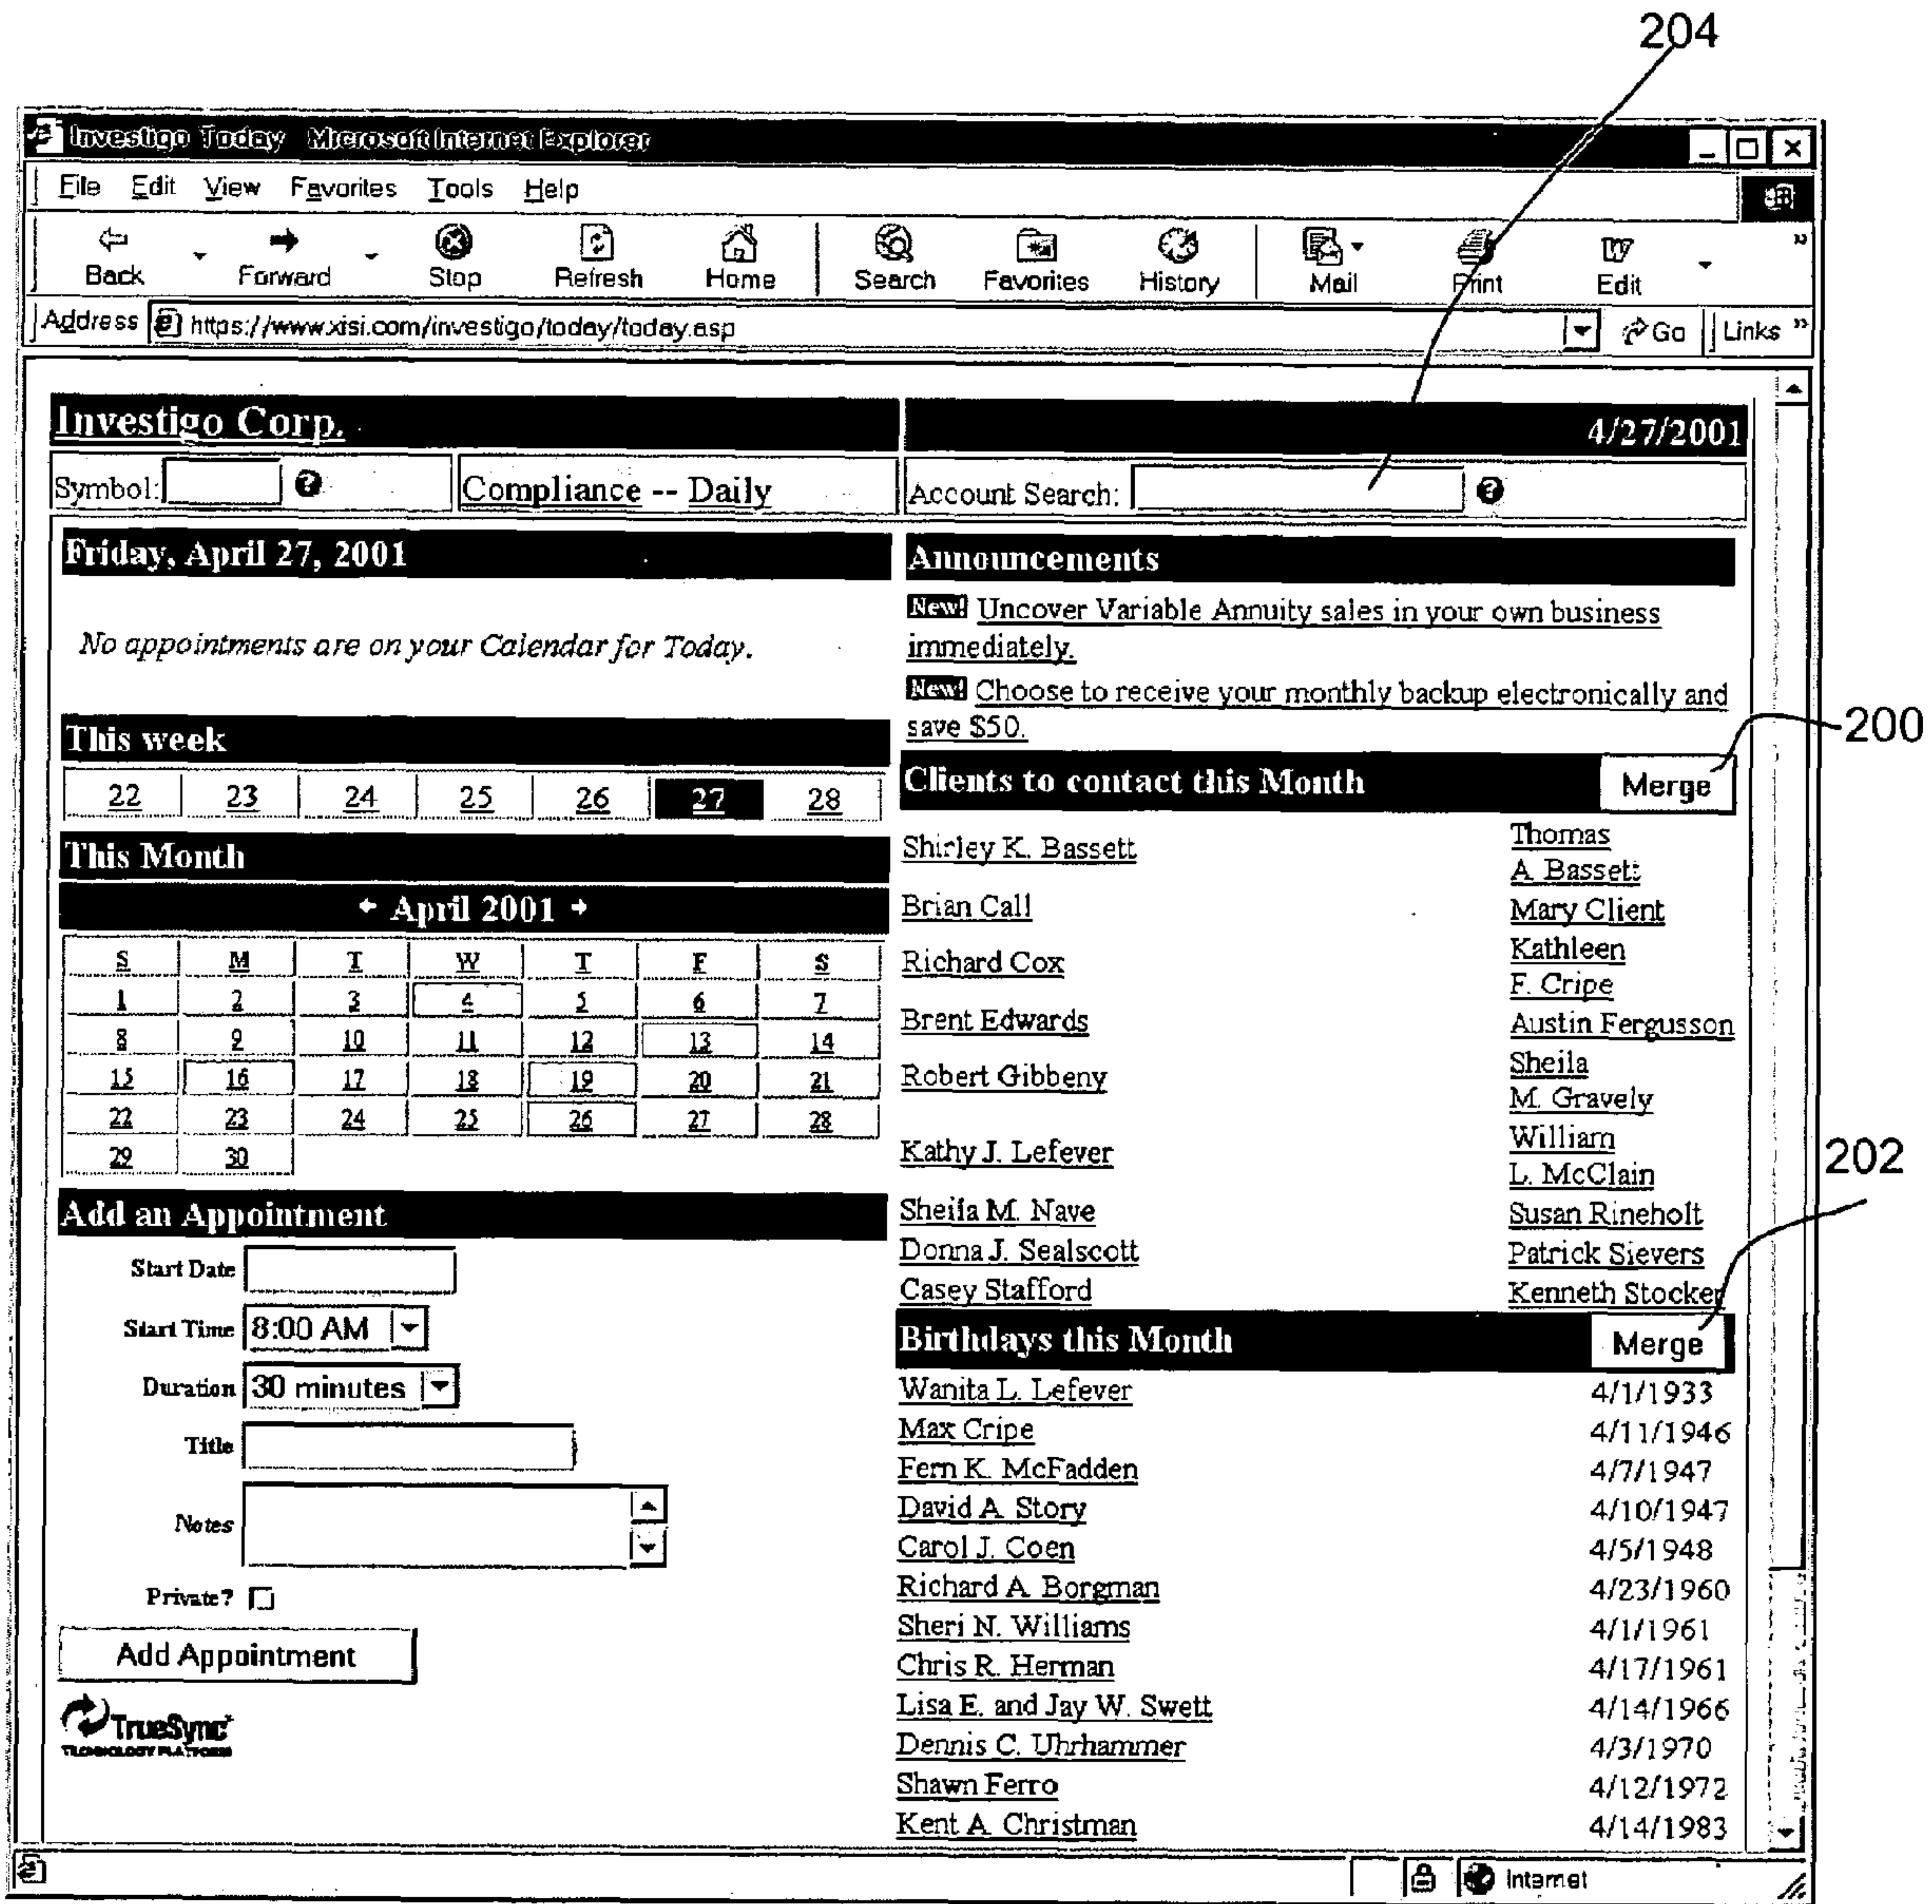 204
Investigo Today Microsoft Internet Explorer
File Edit View Favorites Tools Help
Back Forward Stop Refresh Home Search Favorites History Mail Print Edit
Address https://www.xisi.com/investigo/today/today.asp Go Links
Investigo Corp. 4/27/2001
Symbol: Compliance -- Daily Account Search:
Friday, April 27, 2001
No appointments are on your Calendar for Today.
This week
22 23 24 25 26 27 28
This Month
April 2001
S M T W T F S
1 2 3 4 5 6 7
8 9 10 11 12 13 14
15 16 17 18 19 20 21
22 23 24 25 26 27 28
29 30
Add an Appointment
Start Date
Start Time 8:00 AM
Duration 30 minutes
Title
Notes
Private?
Add Appointment
TrueSync
TECHNOLOGY PLATFORM
Announcements
New! Uncover Variable Annuity sales in your own business
immediately.
New! Choose to receive your monthly backup electronically and
save $50.
200
Clients to contact this Month Merge
Shirley K. Bassett
Thomas
A. Bassett
Brian Call
Mary Client
Richard Cox
Kathleen
F. Cripe
Brent Edwards
Austin Fergusson
Robert Gibbeny
Sheila
M. Gravely
Kathy J. Lefever
William
L. McClain
202
Sheila M. Nave Susan Rineholt
Donna J. Sealscott Patrick Sievers
Casey Stafford Kenneth Stocker
Birthdays this Month Merge
Wanita L. Lefever 4/1/1933
Max Cripe 4/11/1946
Fern K. McFadden 4/7/1947
David A. Story 4/10/1947
Carol J. Coen 4/5/1948
Richard A. Borgman 4/23/1960
Sheri N. Williams 4/1/1961
Chris R. Herman 4/17/1961
Lisa E. and Jay W. Swett 4/14/1966
Dennis C. Uhrhammer 4/3/1970
Shawn Ferro 4/12/1972
Kent A. Christman 4/14/1983
Internet